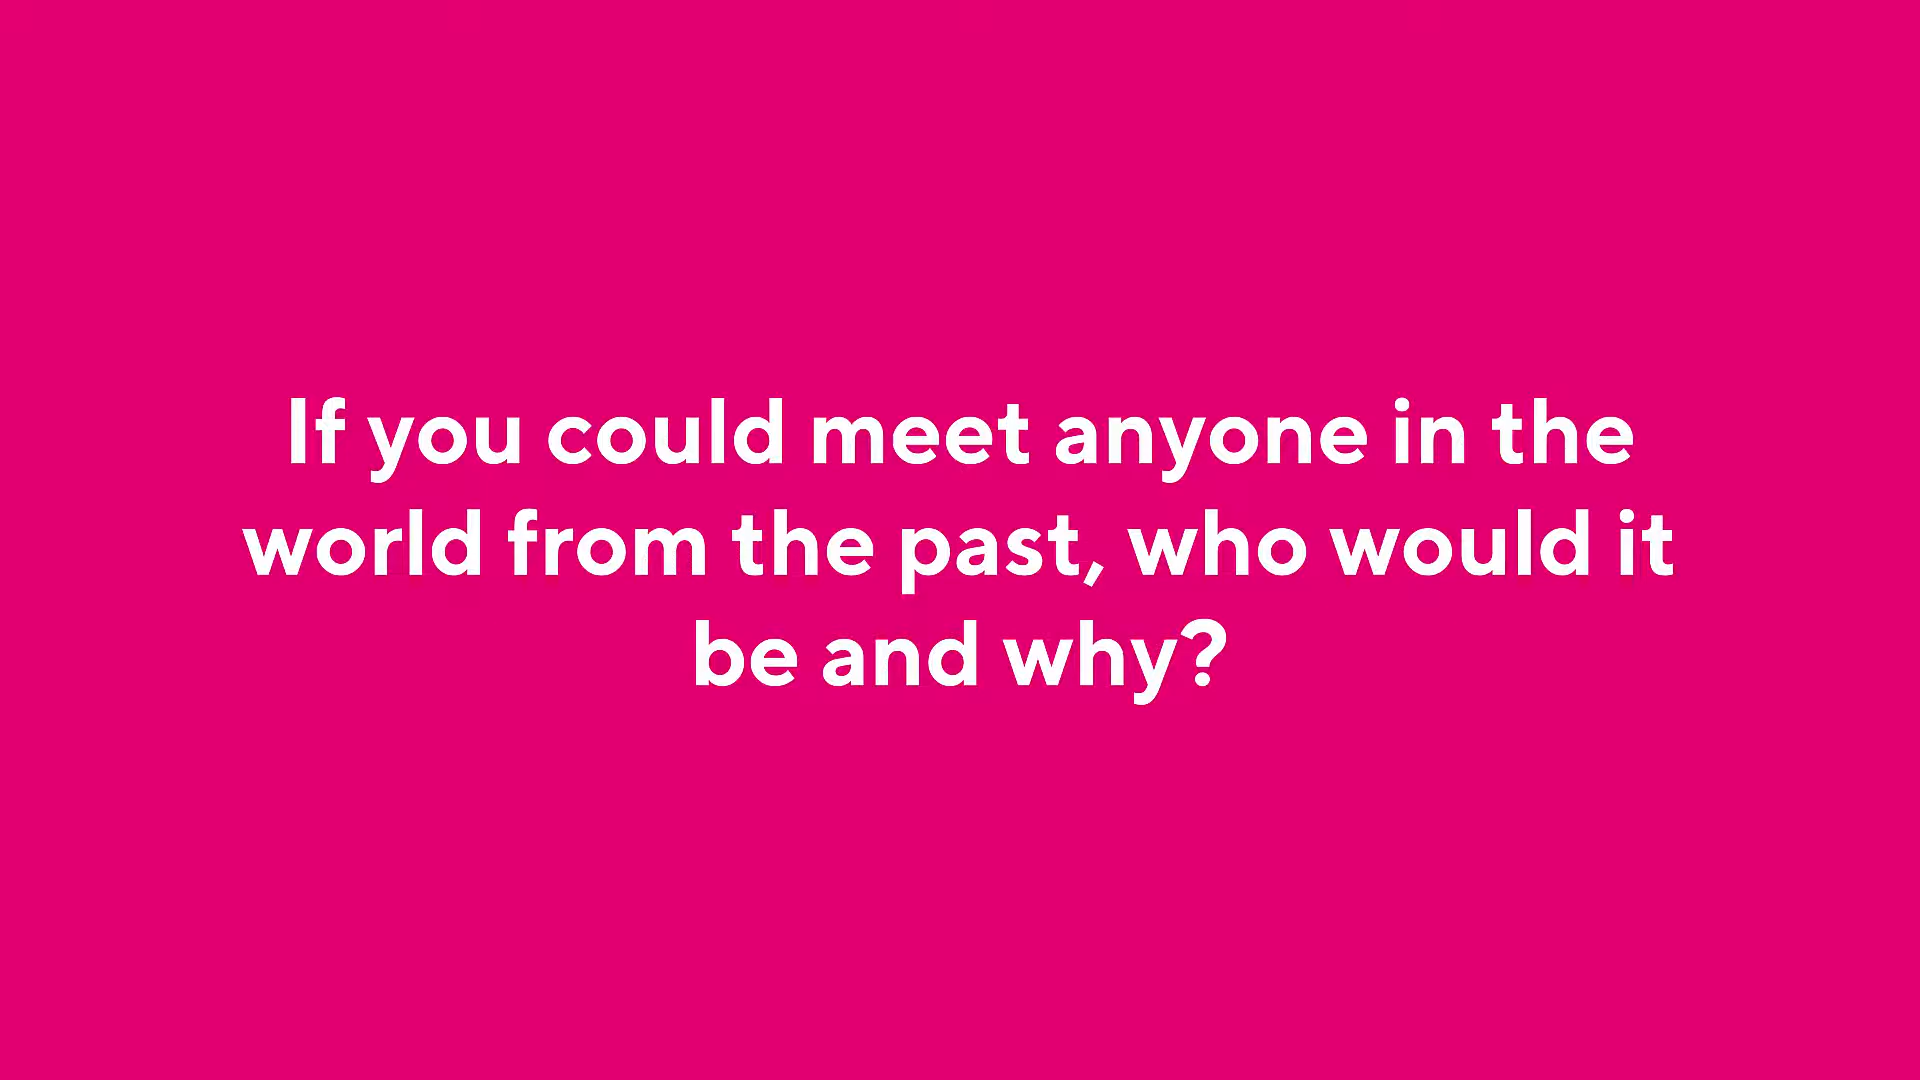 If you could meet anyone in the
world from the past, who would it
be and why?